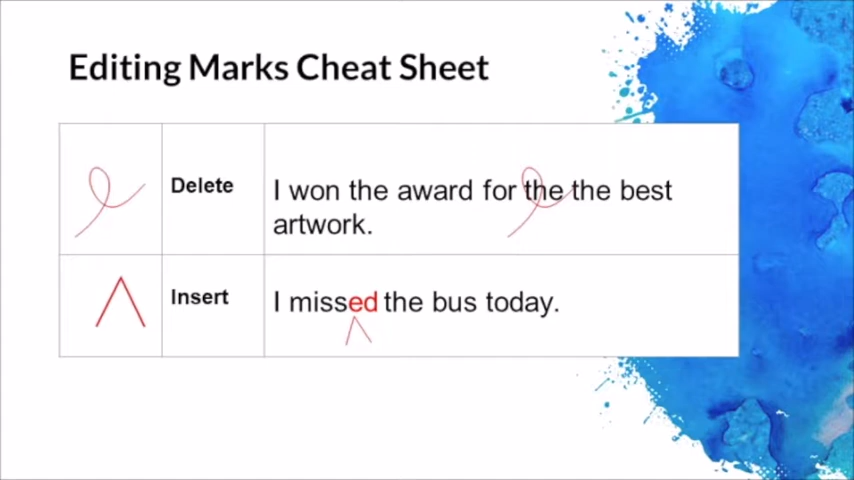 Editing Marks Cheat Sheet
Delete
I won the award for the the best
artwork.
Insert
I missed the bus today.